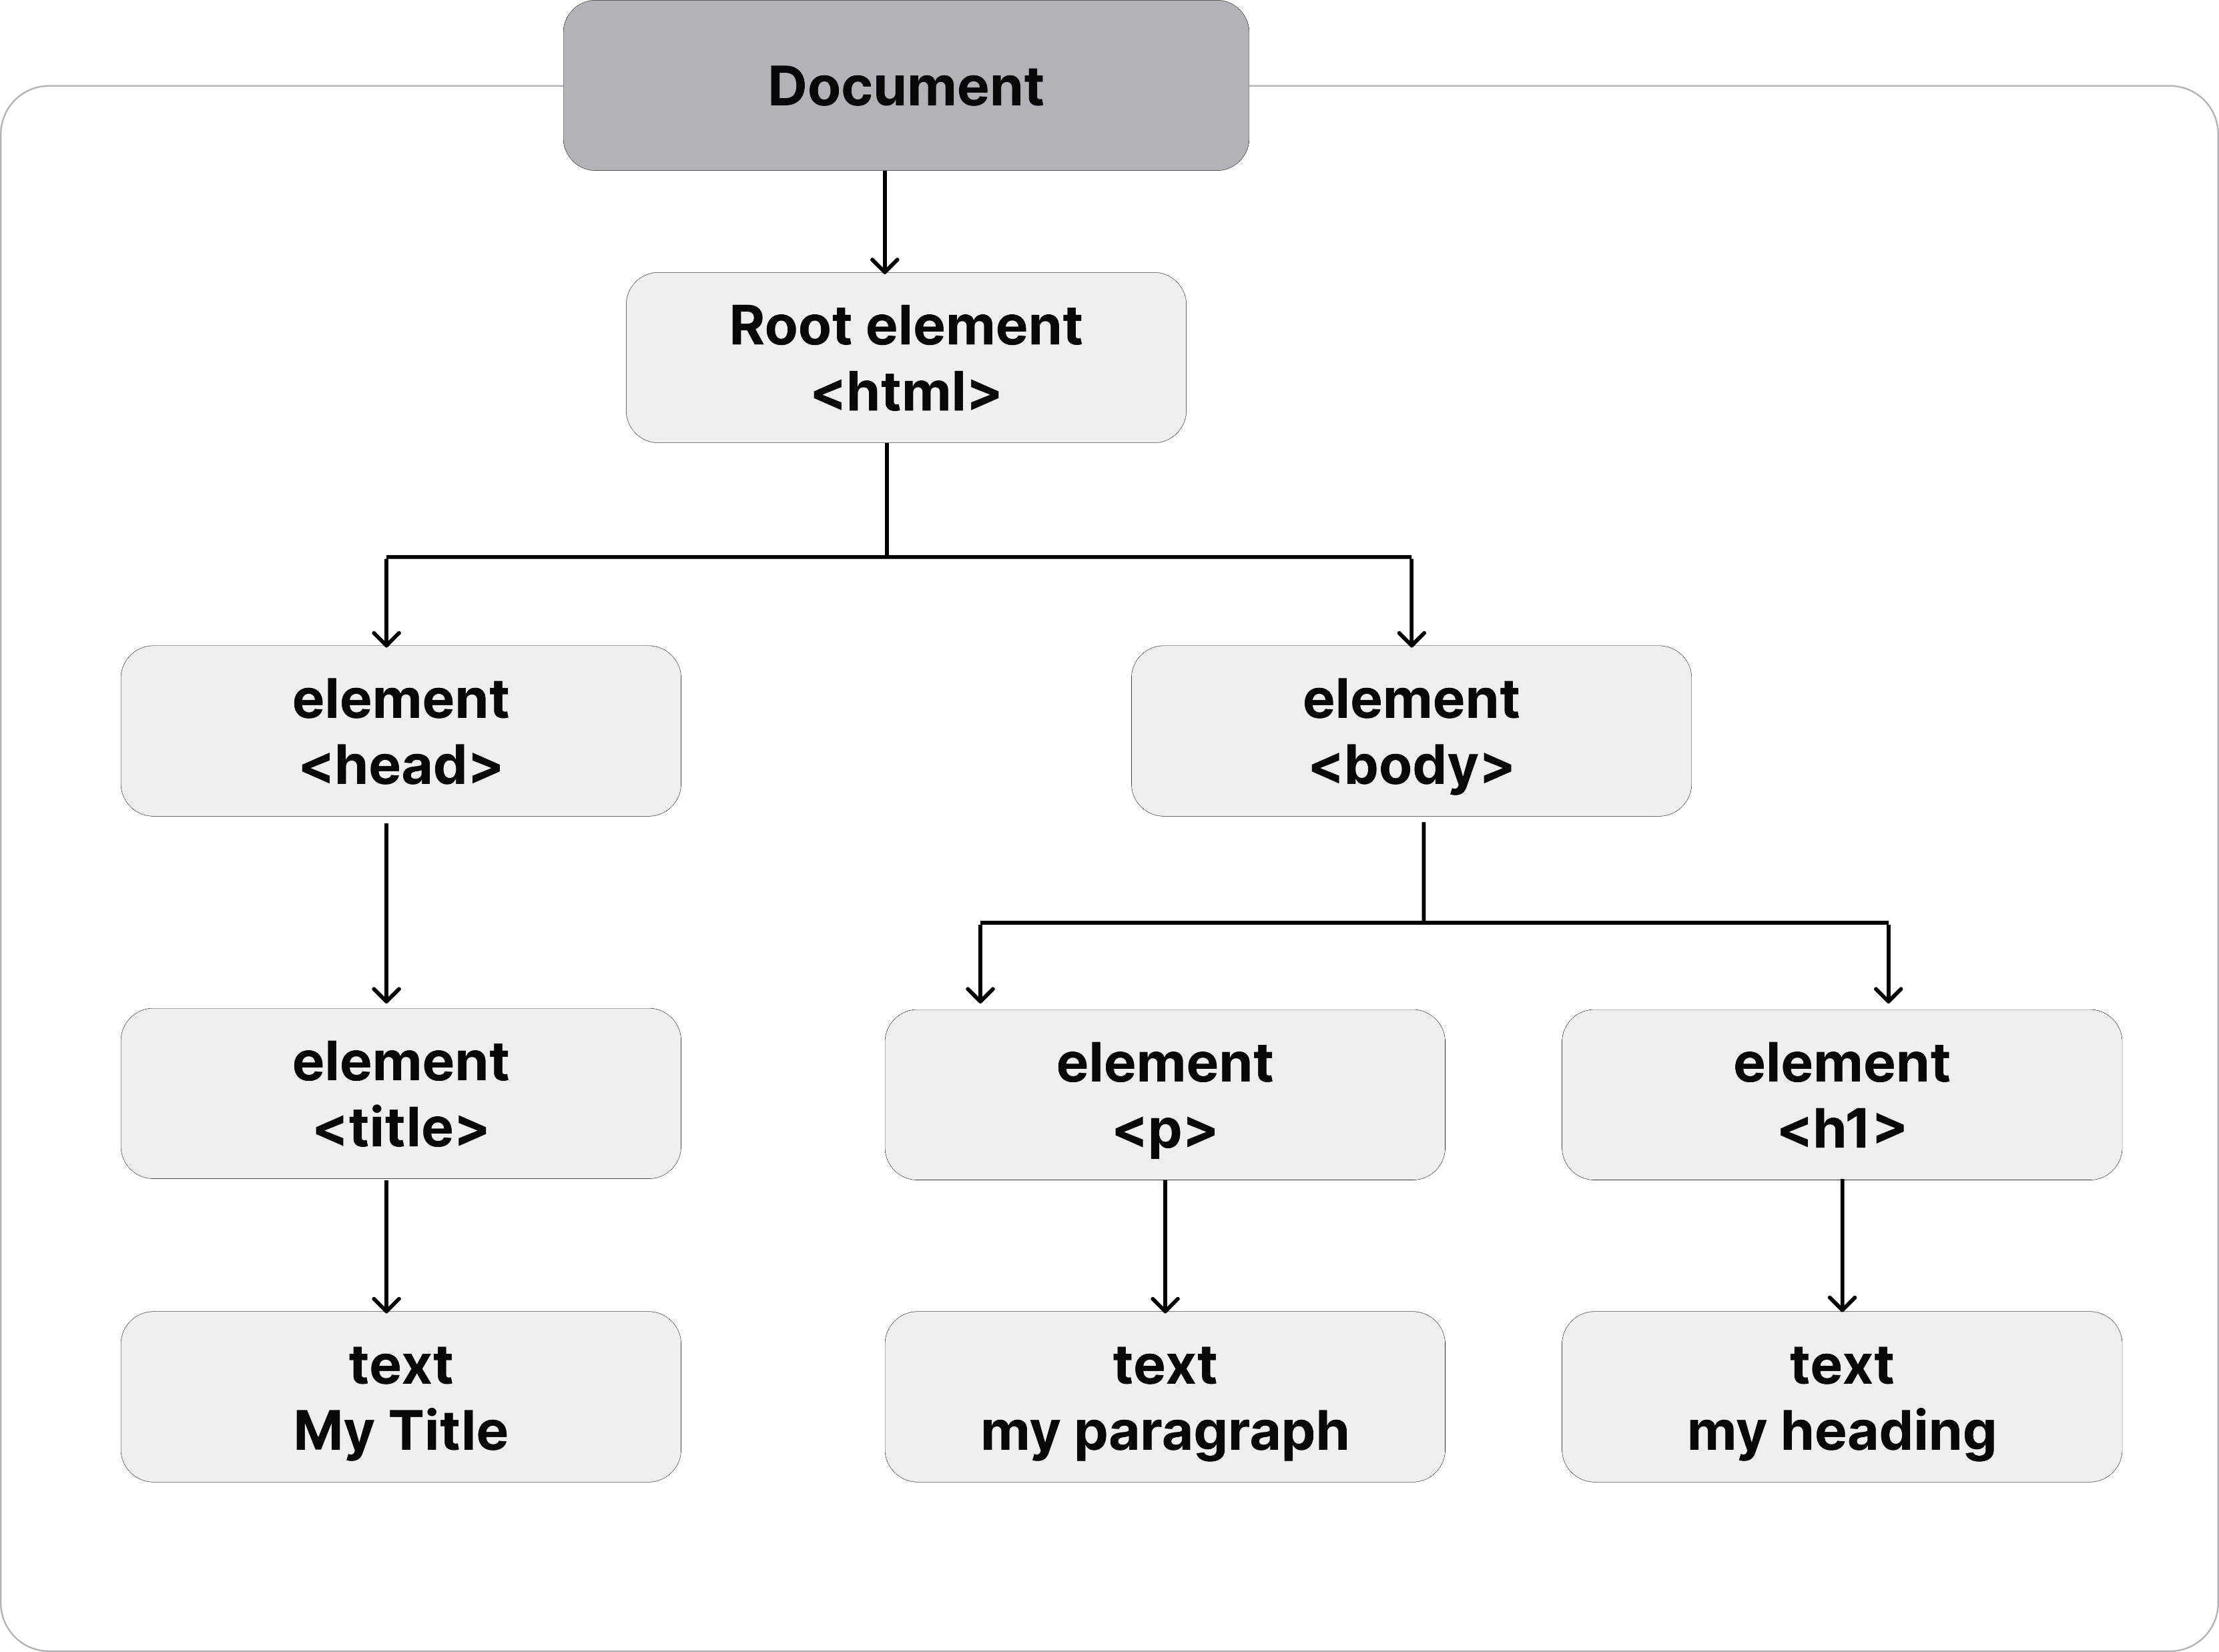 Document
Root element
<html>
element
<head>
element
<body>
element
<title>
element
<p>
element
<h1>
text
My Title
text
my paragraph
text
my heading